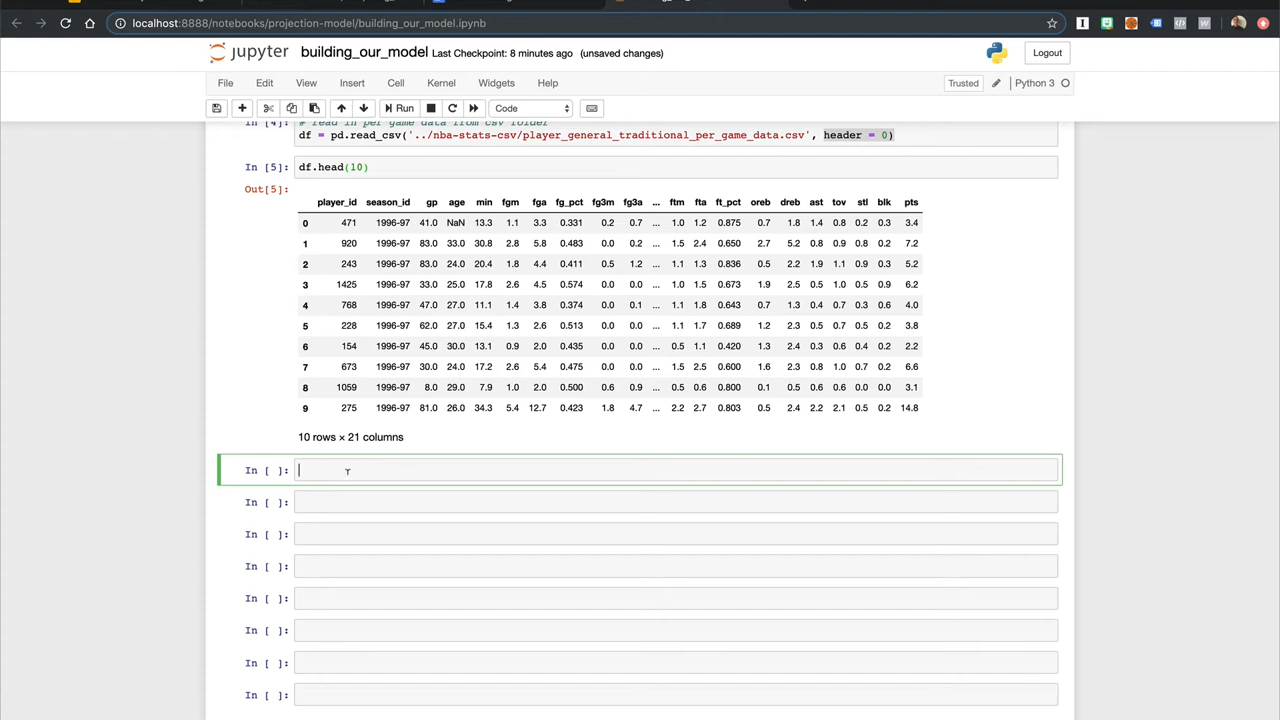 localhost:8888/notebooks/projection-model/building_our_model.ipynb
jupyter building_our_model Last Checkpoint: 8 minutes ago (unsaved changes) Logout
File Edit View Insert Cell Kernel Widgets Help Trusted Python 3
Run Code
In [4]: # read in per game data from csv folder
df = pd.read_csv('../nba-stats-csv/player_general_traditional_per_game_data.csv', header = 0)
In [5]: df.head(10)
Out[5]:
player_id season_id gp age min fgm fga fg_pct fg3m fg3a ... ftm fta ft_pct oreb dreb ast tov stl blk pts
0 471 1996-97 41.0 NaN 13.3 1.1 3.3 0.331 0.2 0.7 ... 1.0 1.2 0.875 0.7 1.8 1.4 0.8 0.2 0.3 3.4
1 920 1996-97 83.0 33.0 30.8 2.8 5.8 0.483 0.0 0.2 ... 1.5 2.4 0.650 2.7 5.2 0.8 0.9 0.8 0.2 7.2
2 243 1996-97 83.0 24.0 20.4 1.8 4.4 0.411 0.5 1.2 ... 1.1 1.3 0.836 0.5 2.2 1.9 1.1 0.9 0.3 5.2
3 1425 1996-97 33.0 25.0 17.8 2.6 4.5 0.574 0.0 0.0 ... 1.0 1.5 0.673 1.9 2.5 0.5 1.0 0.5 0.9 6.2
4 768 1996-97 47.0 27.0 11.1 1.4 3.8 0.374 0.0 0.1 ... 1.1 1.8 0.643 0.7 1.3 0.4 0.7 0.3 0.6 4.0
5 228 1996-97 62.0 27.0 15.4 1.3 2.6 0.513 0.0 0.0 ... 1.1 1.7 0.689 1.2 2.3 0.5 0.7 0.5 0.2 3.8
6 154 1996-97 45.0 30.0 13.1 0.9 2.0 0.435 0.0 0.0 ... 0.5 1.1 0.420 1.3 2.4 0.3 0.6 0.4 0.2 2.2
7 673 1996-97 30.0 24.0 17.2 2.6 5.4 0.475 0.0 0.0 ... 1.5 2.5 0.600 1.6 2.3 0.8 1.0 0.7 0.2 6.6
8 1059 1996-97 8.0 29.0 7.9 1.0 2.0 0.500 0.6 0.9 ... 0.5 0.6 0.800 0.1 0.5 0.6 0.6 0.0 0.0 3.1
9 275 1996-97 81.0 26.0 34.3 5.4 12.7 0.423 1.8 4.7 ... 2.2 2.7 0.803 0.5 2.4 2.2 2.1 0.5 0.2 14.8
10 rows × 21 columns
In [ ]:
In [ ]:
In [ ]:
In [ ]:
In [ ]:
In [ ]:
In [ ]:
In [ ]: